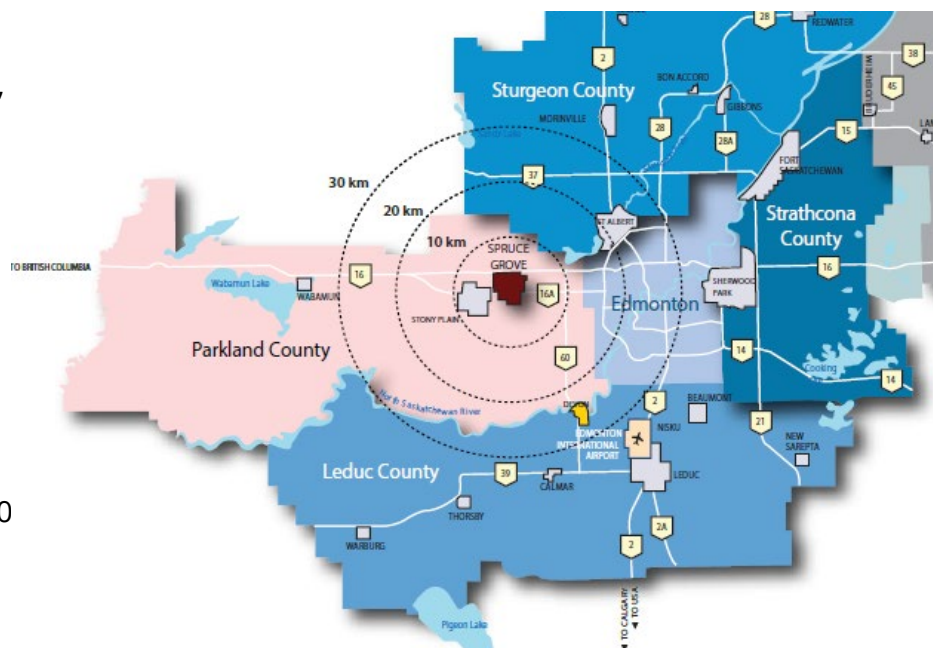 28
REDWATER
2
38
BON ACCORD
45
Sturgeon County
GIBBONS
MORINVILLE
28
15
28A
FORT
SASKATCHEWAN
30 km
37
20 km
ST ALBERT
Strathcona
County
10 km
SPRUCE
GROVE
TO BRITISH COLUMBIA
16
16
Wabamun Lake
WABAMUN
16A
SHERWOOD
PARK
Edmonton
STONY PLAIN
Parkland County
60
14
Cooking
14
North Saskatchewan River
DEVON
2
BEAUMONT
21
EDMONTON
INTERNATIONAL
AIRPORT
NISKU
NEW
SAREPTA
Leduc County
39
CALMAR
LEDUC
THORSBY
2A
WARBURG
2
Pigeon Lake
TO CALGARY
TO USA
0